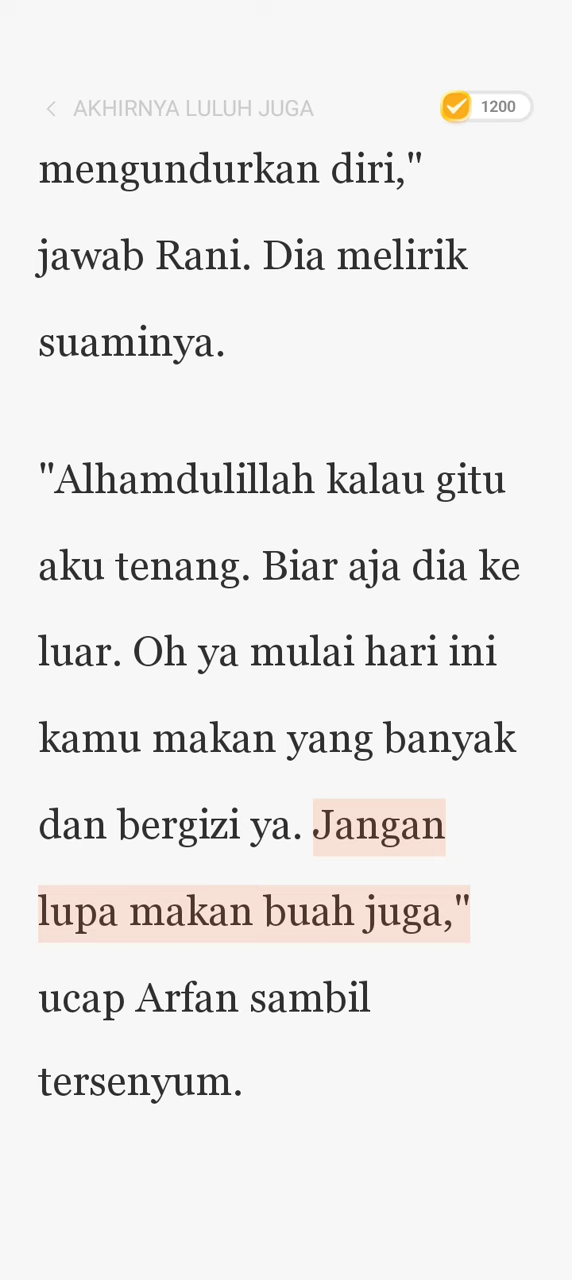 AKHIRNYA LULUH JUGA
1200
mengundurkan diri,"
jawab Rani. Dia melirik
suaminya.
"Alhamdulillah kalau gitu
aku tenang. Biar aja dia ke
luar. Oh ya mulai hari ini
kamu makan yang banyak
dan bergizi ya. Jangan
lupa makan buah juga,"
ucap Arfan sambil
tersenyum.